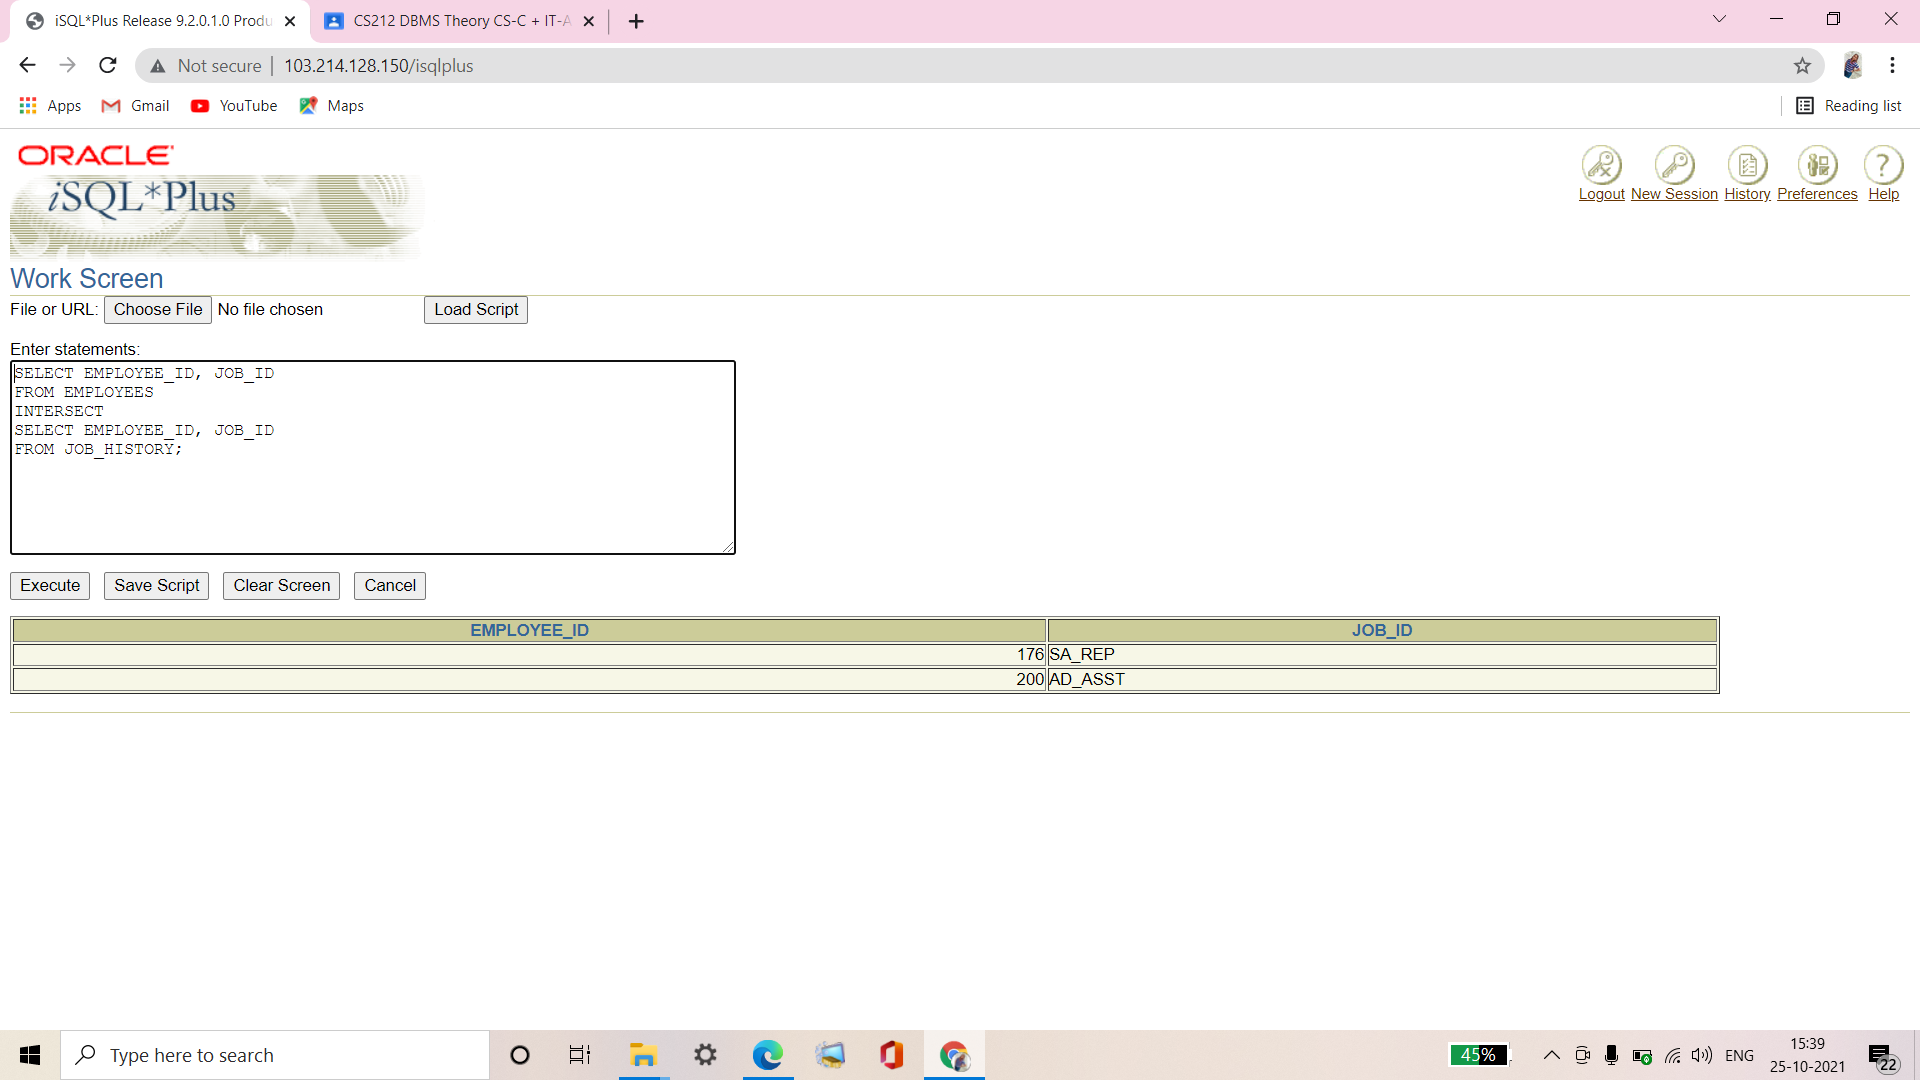 iSQL*Plus Release 9.2.0.1.0 Produ
CS212 DBMS Theory CS-C + IT-A
Not secure
103.214.128.150/isqlplus
Apps
Gmail
YouTube
Maps
Reading list
ORACLE
iSQL*Plus
Logout
New Session
History
Preferences
Help
Work Screen
File or URL: Choose File No file chosen Load Script
Enter statements:
SELECT EMPLOYEE_ID, JOB_ID
FROM EMPLOYEES
INTERSECT
SELECT EMPLOYEE_ID, JOB_ID
FROM JOB_HISTORY;
Execute Save Script Clear Screen Cancel
EMPLOYEE_ID JOB_ID
176 SA_REP
200 AD_ASST
Type here to search
45%
ENG
15:39
25-10-2021
22